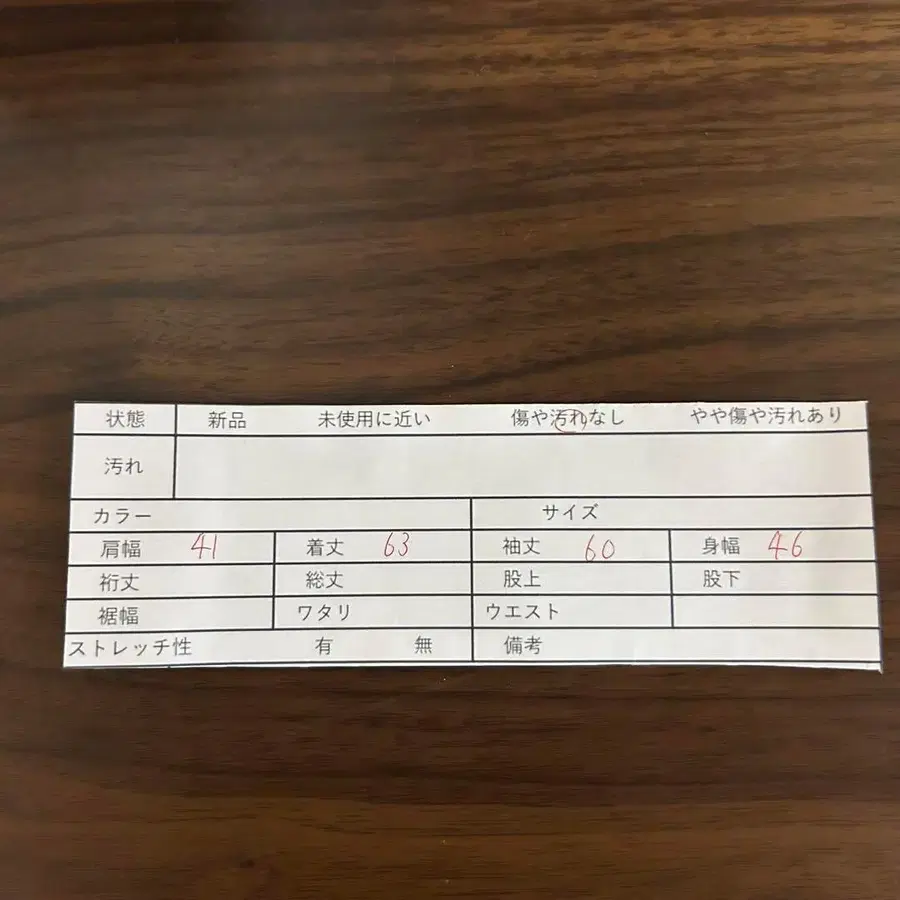 状態 新品 未使用に近い 傷や汚れなし やや傷や汚れあり
汚れ
カラー サイズ
肩幅 41 着丈 63 袖丈 60 身幅 46
裄丈 総丈 股上 股下
裾幅 ワタリ ウエスト
ストレッチ性 有 無 備考